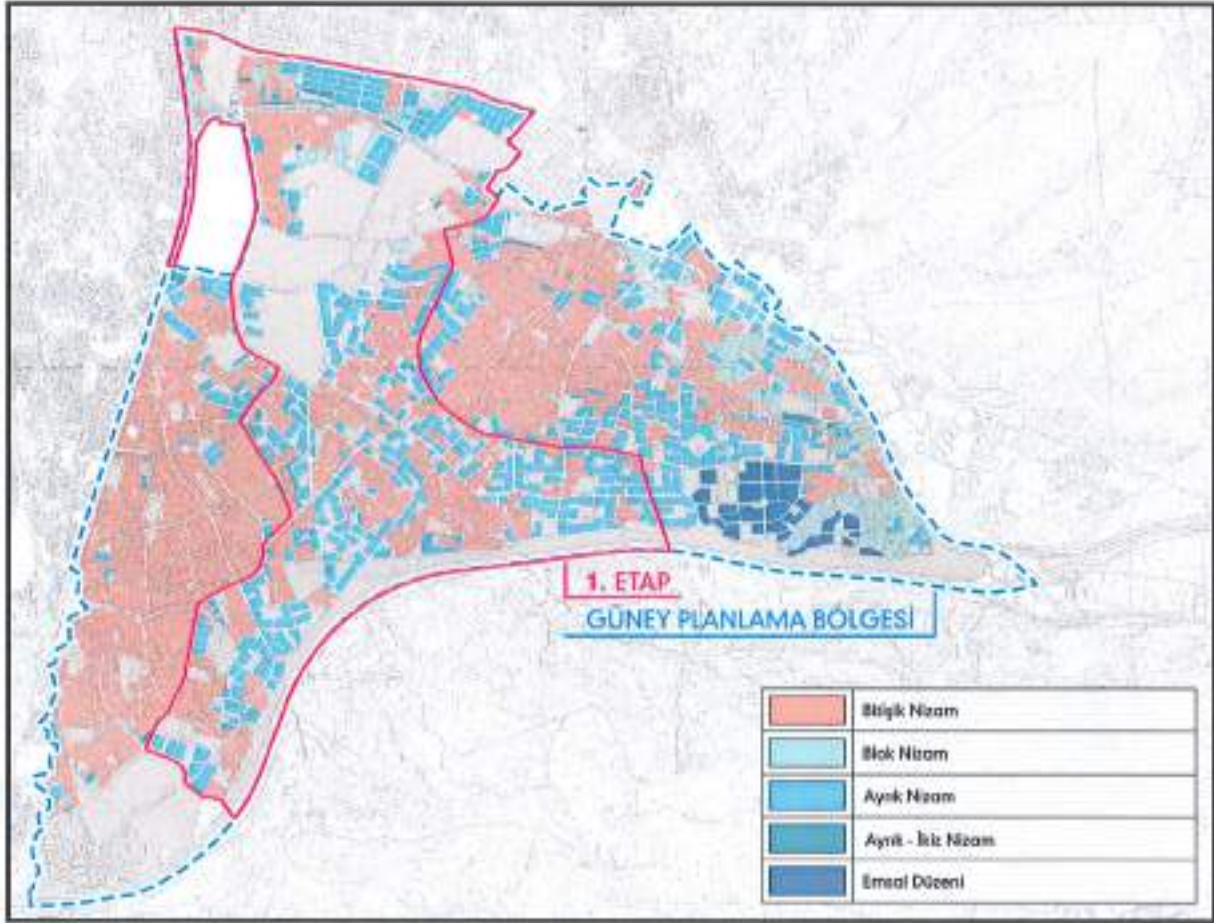 1. ETAP
GÜNEY PLANLAMA BÖLGESİ
Bitişik Nizam
Blok Nizam
Ayrık Nizam
Ayrık - İkiz Nizam
Emsal Düzeni